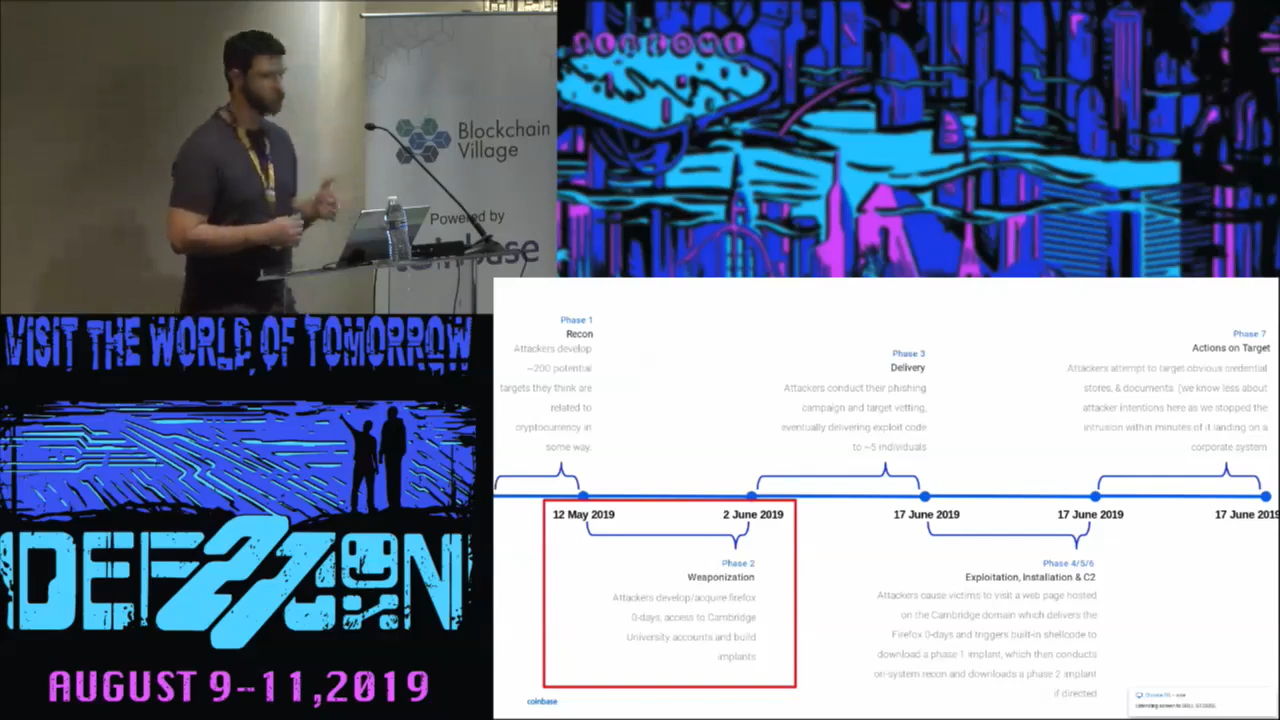 WELCOME
Blockchain
Village
Powered by
coinbase
VISIT THE WORLD OF TOMORROW
DEFCON
27
AUGUST 9-11,2019
Phase 1
Recon
Attackers develop
~200 potential
targets they think are
related to
cryptocurrency in
some way.
Phase 3
Delivery
Attackers conduct their phishing
campaign and target vetting,
eventually delivering exploit code
to ~5 individuals
Phase 7
Actions on Target
Attackers attempt to target obvious credential
stores, & documents (we know less about
attacker intentions here as we stopped the
intrusion within minutes of it landing on a
corporate system
12 May 2019
2 June 2019
17 June 2019
17 June 2019
17 June 2019
Phase 2
Weaponization
Attackers develop/acquire firefox
0-days, access to Cambridge
University accounts and build
implants
Phase 4/5/6
Exploitation, Installation & C2
Attackers cause victims to visit a web page hosted
on the Cambridge domain which delivers the
Firefox 0-days and triggers built-in shellcode to
download a phase 1 implant, which then conducts
on-system recon and downloads a phase 2 implant
if directed
coinbase